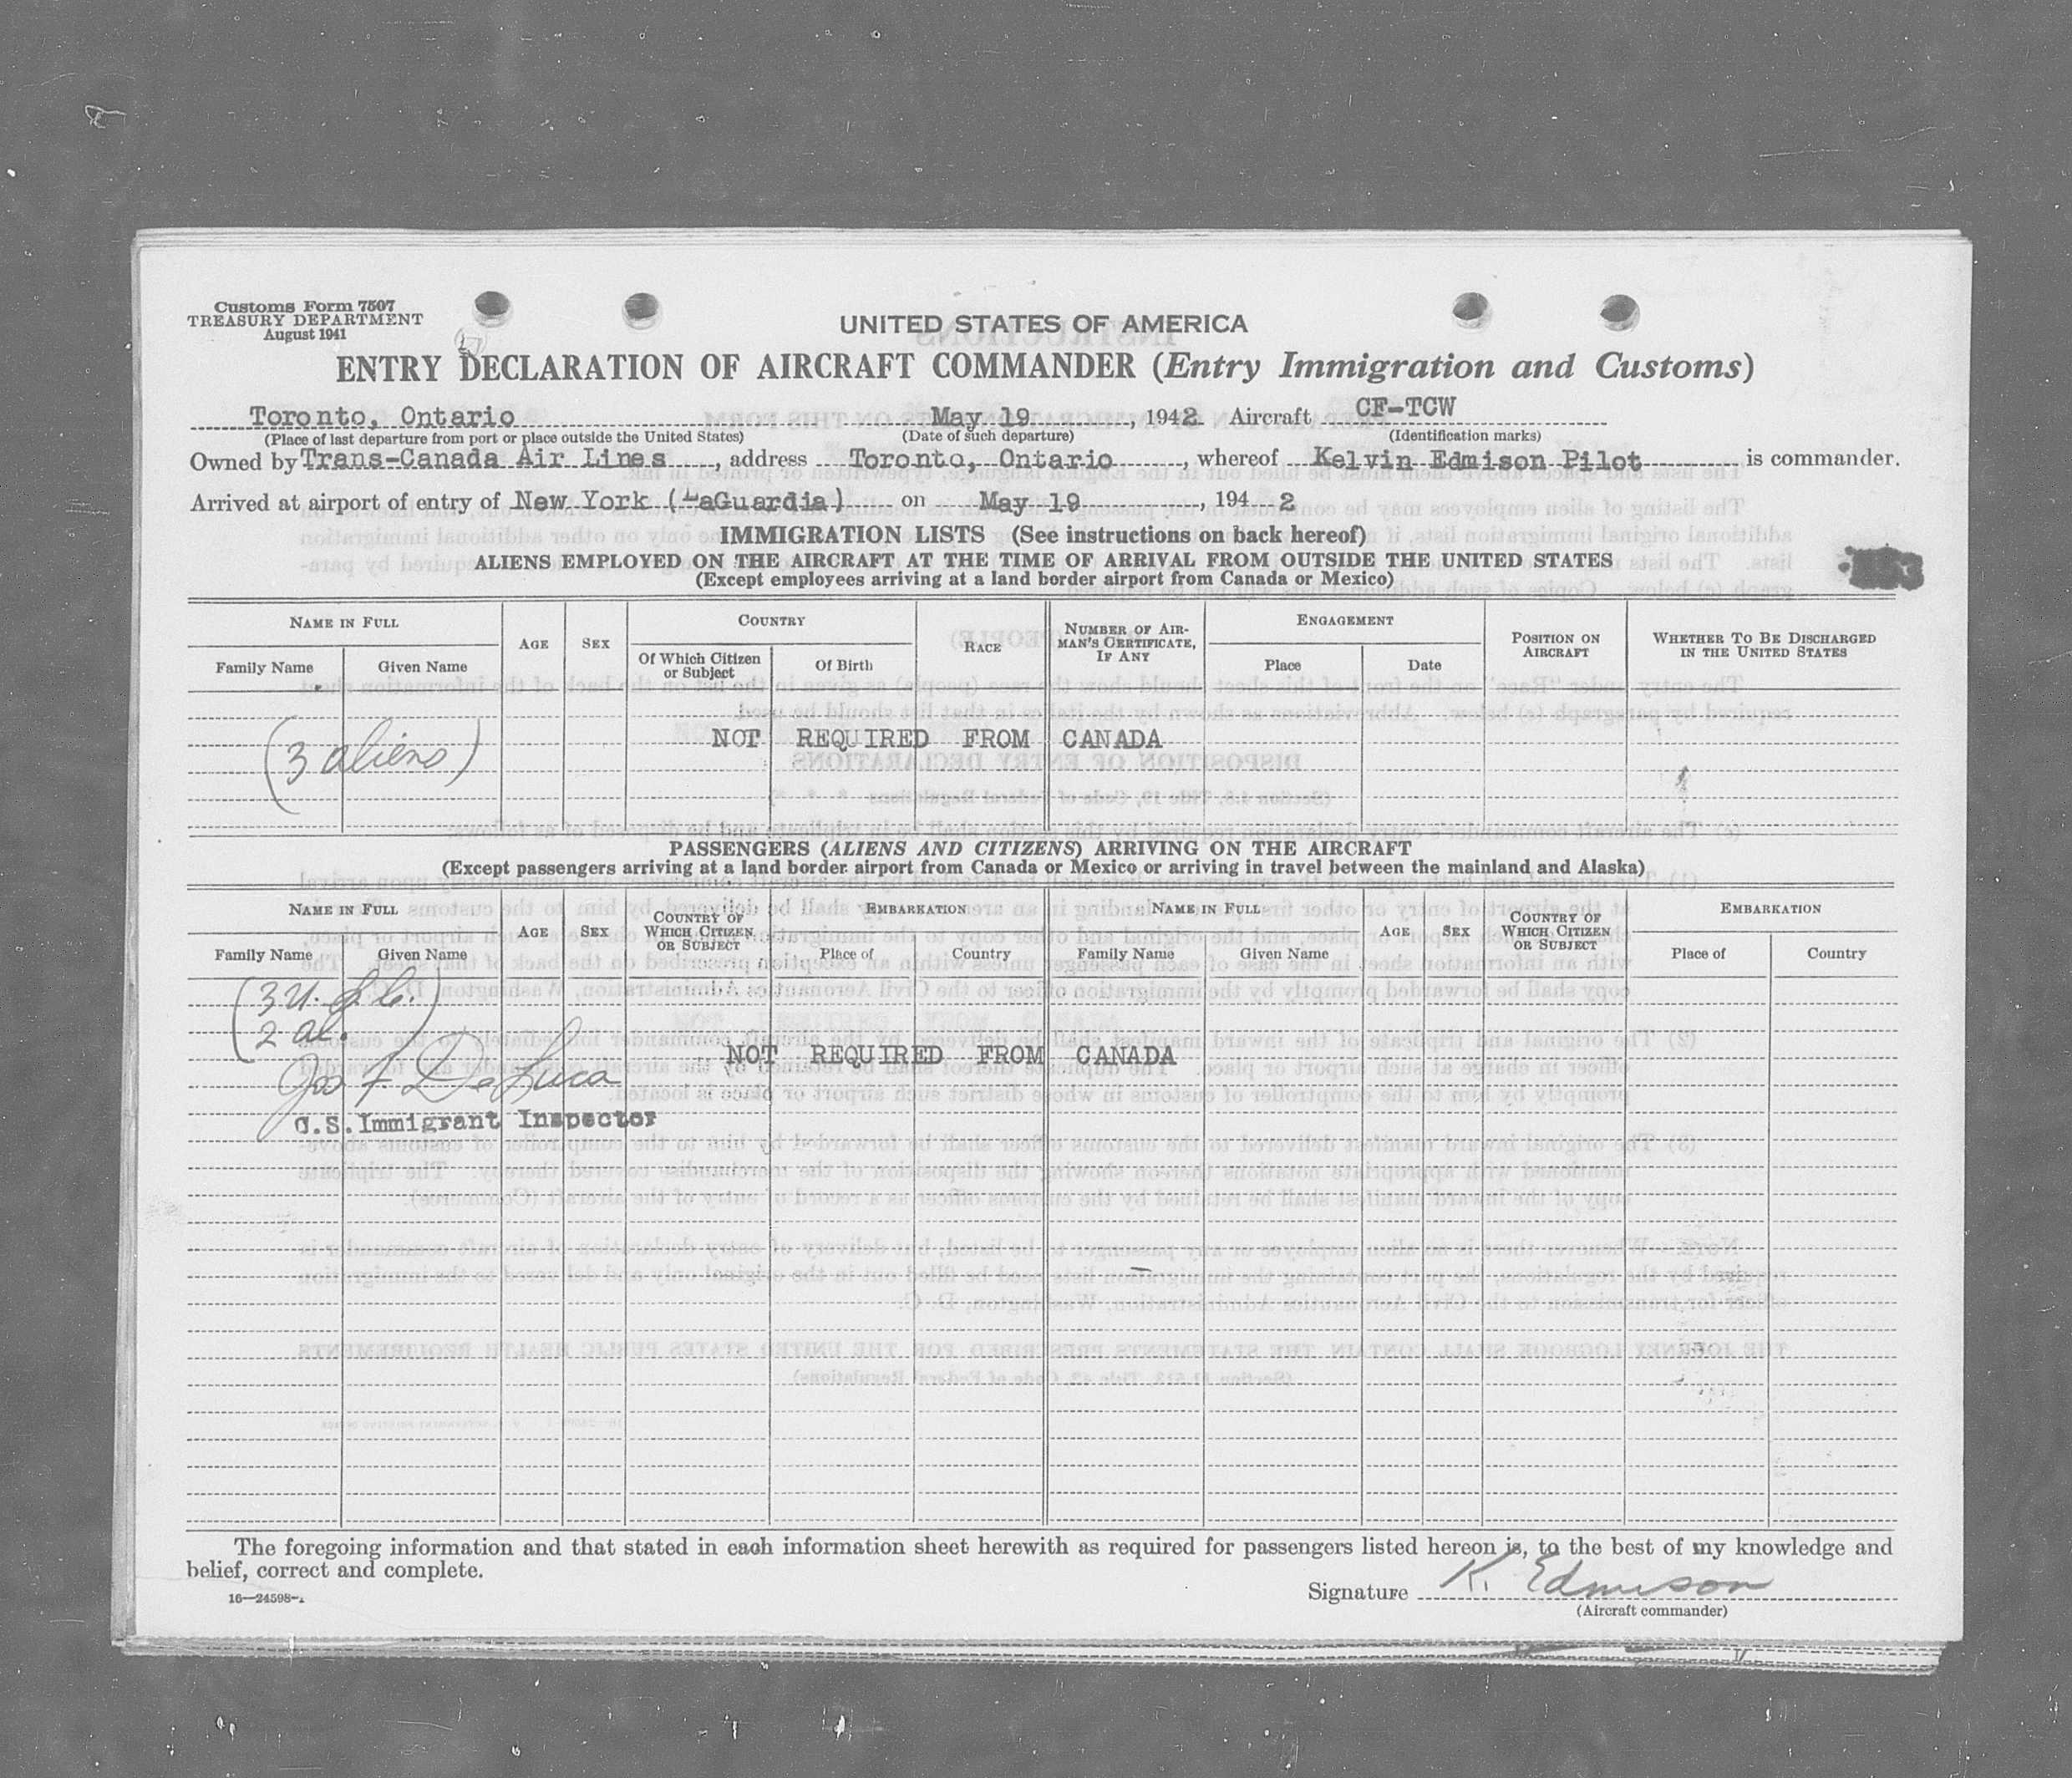 Customs Form 7507
TREASURY DEPARTMENT
August 1941
UNITED STATES OF AMERICA
ENTRY DECLARATION OF AIRCRAFT COMMANDER (Entry Immigration and Customs)
Toronto, Ontario May 19, 1942 Aircraft CF-TCW
(Place of last departure from port or place outside the United States) (Date of such departure) (Identification marks)
Owned by Trans-Canada Air Lines, address Toronto, Ontario, whereof Kelvin Edmison Pilot is commander.
Arrived at airport of entry of New York (LaGuardia) on May 19, 1942
IMMIGRATION LISTS (See instructions on back hereof)
ALIENS EMPLOYED ON THE AIRCRAFT AT THE TIME OF ARRIVAL FROM OUTSIDE THE UNITED STATES
(Except employees arriving at a land border airport from Canada or Mexico)
NAME IN FULL AGE SEX COUNTRY RACE NUMBER OF AIRMAN'S CERTIFICATE, IF ANY ENGAGEMENT POSITION ON AIRCRAFT WHETHER TO BE DISCHARGED IN THE UNITED STATES
Family Name Given Name Of Which Citizen or Subject Of Birth Place Date
(3 aliens) NOT REQUIRED FROM CANADA
PASSENGERS (ALIENS AND CITIZENS) ARRIVING ON THE AIRCRAFT
(Except passengers arriving at a land border airport from Canada or Mexico or arriving in travel between the mainland and Alaska)
NAME IN FULL AGE SEX COUNTRY OF WHICH CITIZEN OR SUBJECT EMBARKATION NAME IN FULL AGE SEX COUNTRY OF WHICH CITIZEN OR SUBJECT EMBARKATION
Family Name Given Name Place of Country Family Name Given Name Place of Country
(3 U.S.C.)
2 al.
NOT REQUIRED FROM CANADA
Jos F DeLuca
U.S. Immigrant Inspector
The foregoing information and that stated in each information sheet herewith as required for passengers listed hereon is, to the best of my knowledge and
belief, correct and complete.
Signature K. Edmison
16—24598-1 (Aircraft commander)